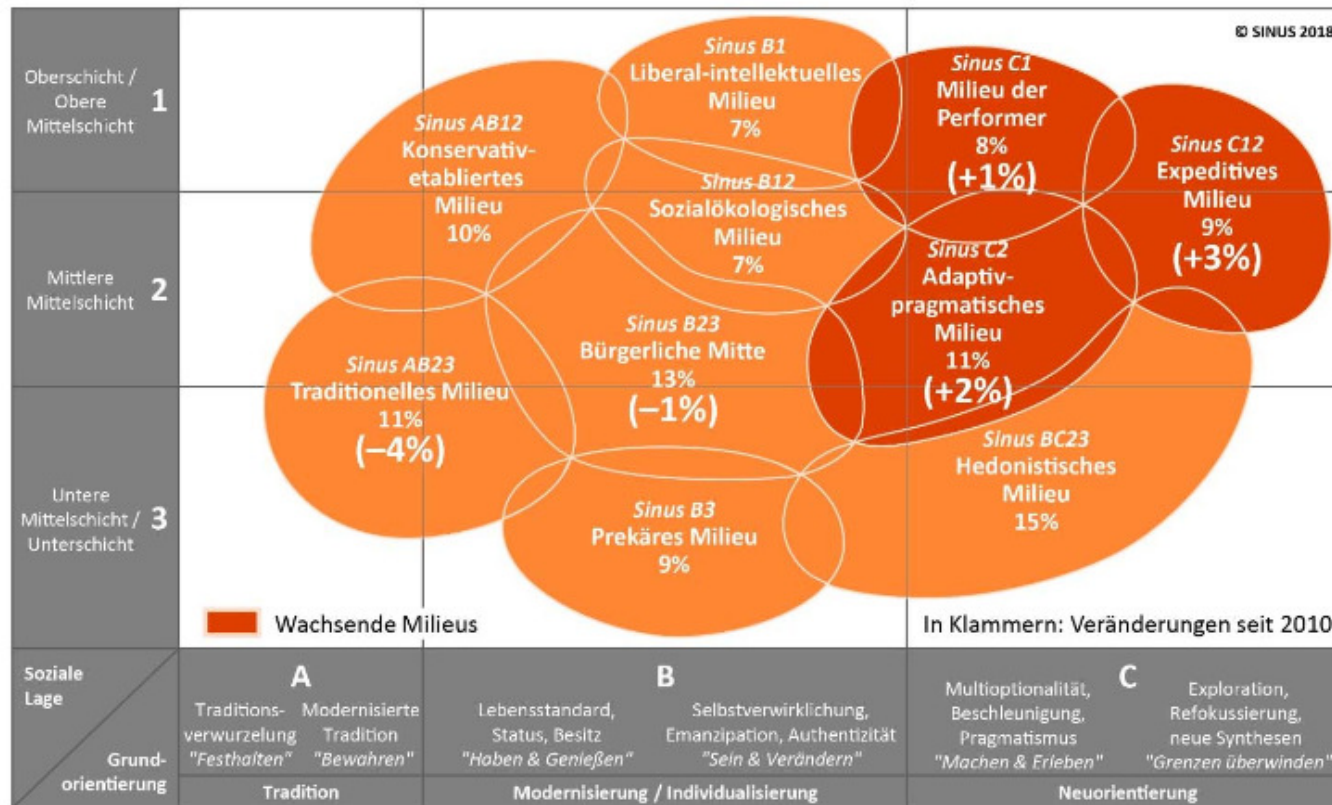 © SINUS 2018
Oberschicht /
Obere
Mittelschicht
1
Mittlere
Mittelschicht
2
Untere
Mittelschicht /
Unterschicht
3
Sinus B1
Liberal-intellektuelles
Milieu
7%
Sinus C1
Milieu der
Performer
8%
(+1%)
Sinus AB12
Konservativ-
etabliertes
Milieu
10%
Sinus C12
Expeditives
Milieu
9%
(+3%)
Sinus B12
Sozialökologisches
Milieu
7%
Sinus C2
Adaptiv-
pragmatisches
Milieu
11%
(+2%)
Sinus B23
Bürgerliche Mitte
13%
(–1%)
Sinus AB23
Traditionelles Milieu
11%
(–4%)
Sinus BC23
Hedonistisches
Milieu
15%
Sinus B3
Prekäres Milieu
9%
Wachsende Milieus
In Klammern: Veränderungen seit 2010
Soziale
Lage
Grund-
orientierung
A
Traditions-
verwurzelung
"Festhalten"
Modernisierte
Tradition
"Bewahren"
Tradition
B
Lebensstandard,
Status, Besitz
"Haben & Genießen"
Selbstverwirklichung,
Emanzipation, Authentizität
"Sein & Verändern"
Modernisierung / Individualisierung
C
Multioptionalität,
Beschleunigung,
Pragmatismus
"Machen & Erleben"
Exploration,
Refokussierung,
neue Synthesen
"Grenzen überwinden"
Neuorientierung